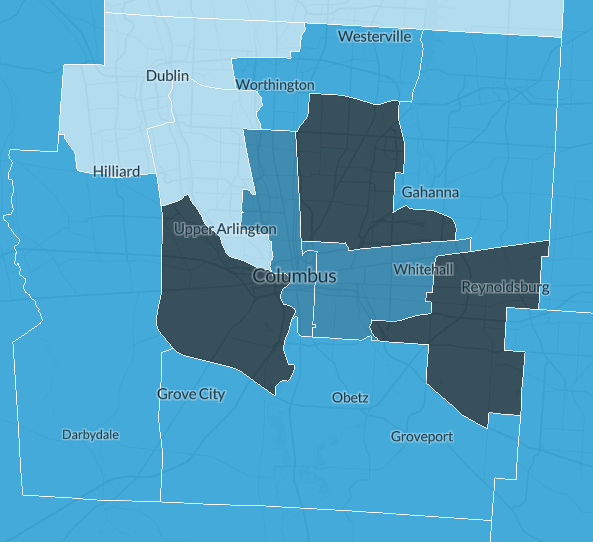 Westerville
Dublin
Worthington
Hilliard
Gahanna
Upper Arlington
Whitehall
Columbus
Reynoldsburg
Grove City
Obetz
Darbydale
Groveport